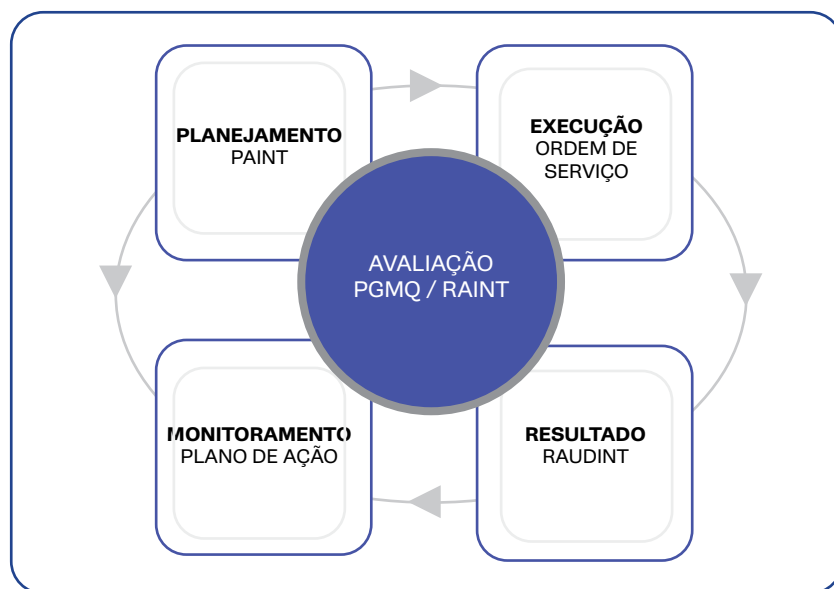 PLANEJAMENTO
PAINT
EXECUÇÃO
ORDEM DE
SERVIÇO
AVALIAÇÃO
PGMQ / RAINT
MONITORAMENTO
PLANO DE AÇÃO
RESULTADO
RAUDINT